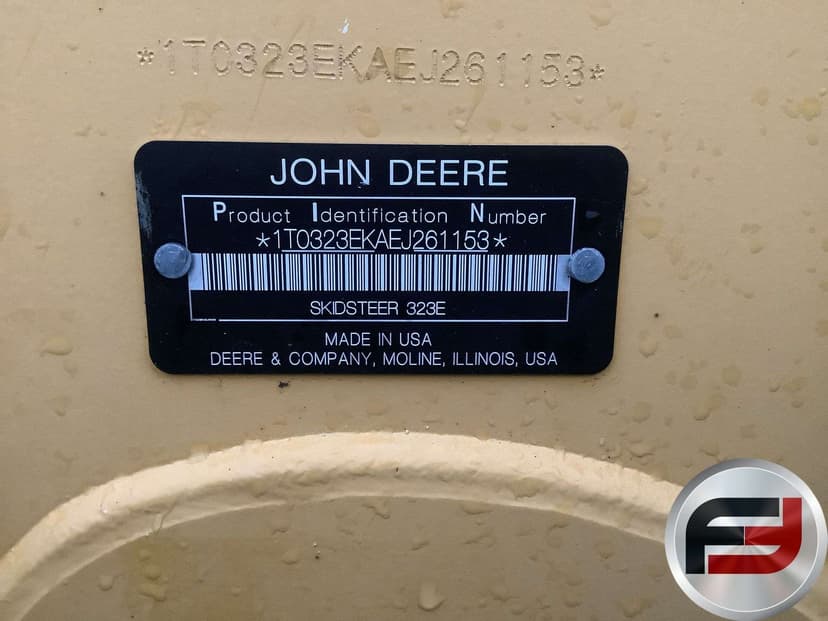 *1T0323EKAEJ261153*
JOHN DEERE
Product Identification Number
*1T0323EKAEJ261153*
SKIDSTEER 323E
MADE IN USA
DEERE & COMPANY, MOLINE, ILLINOIS, USA